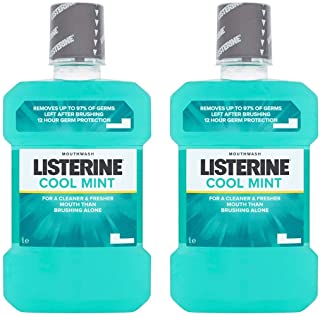 REMOVES UP TO 97% OF GERMS
LEFT AFTER BRUSHING
12 HOUR GERM PROTECTION
MOUTHWASH
LISTERINE
COOL MINT
FOR A CLEANER & FRESHER
MOUTH THAN
BRUSHING ALONE
1L e
REMOVES UP TO 97% OF GERMS
LEFT AFTER BRUSHING
12 HOUR GERM PROTECTION
MOUTHWASH
LISTERINE
COOL MINT
FOR A CLEANER & FRESHER
MOUTH THAN
BRUSHING ALONE
1L e